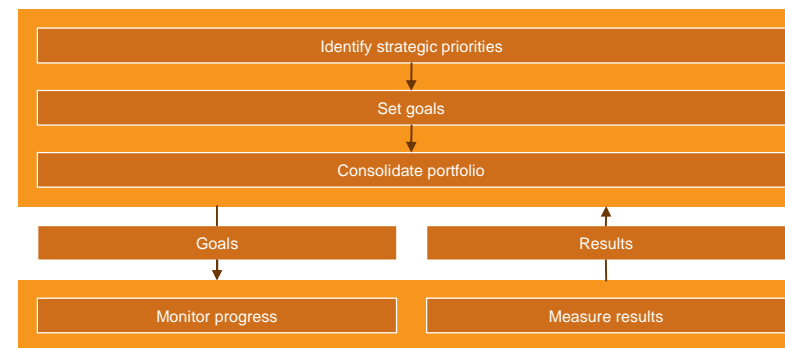 Identify strategic priorities
Set goals
Consolidate portfolio
Goals
Results
Monitor progress
Measure results